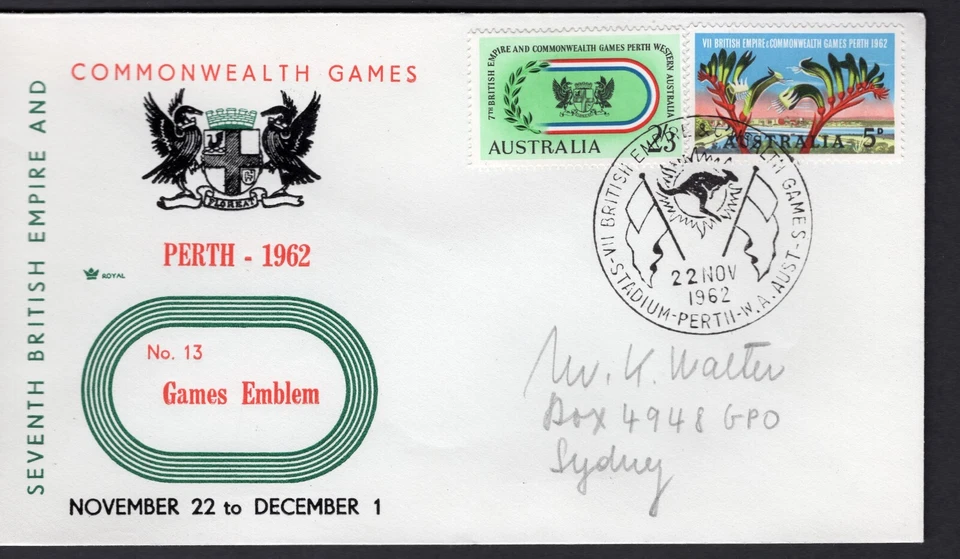 SEVENTH BRITISH EMPIRE AND
COMMONWEALTH GAMES
FLOREAT
PERTH - 1962
ROYAL
No. 13
Games Emblem
NOVEMBER 22 to DECEMBER 1
7TH BRITISH EMPIRE AND COMMONWEALTH GAMES PERTH WESTERN AUSTRALIA
2/3
AUSTRALIA
VII BRITISH EMPIRE & COMMONWEALTH GAMES PERTH 1962
AUSTRALIA 5D
VII BRITISH EMPIRE LTH GAMES-
-STADIUM-PERTH-W.A. AUST-
22 NOV
1962
Mr. K. Walter
Box 4948 GPO
Sydney